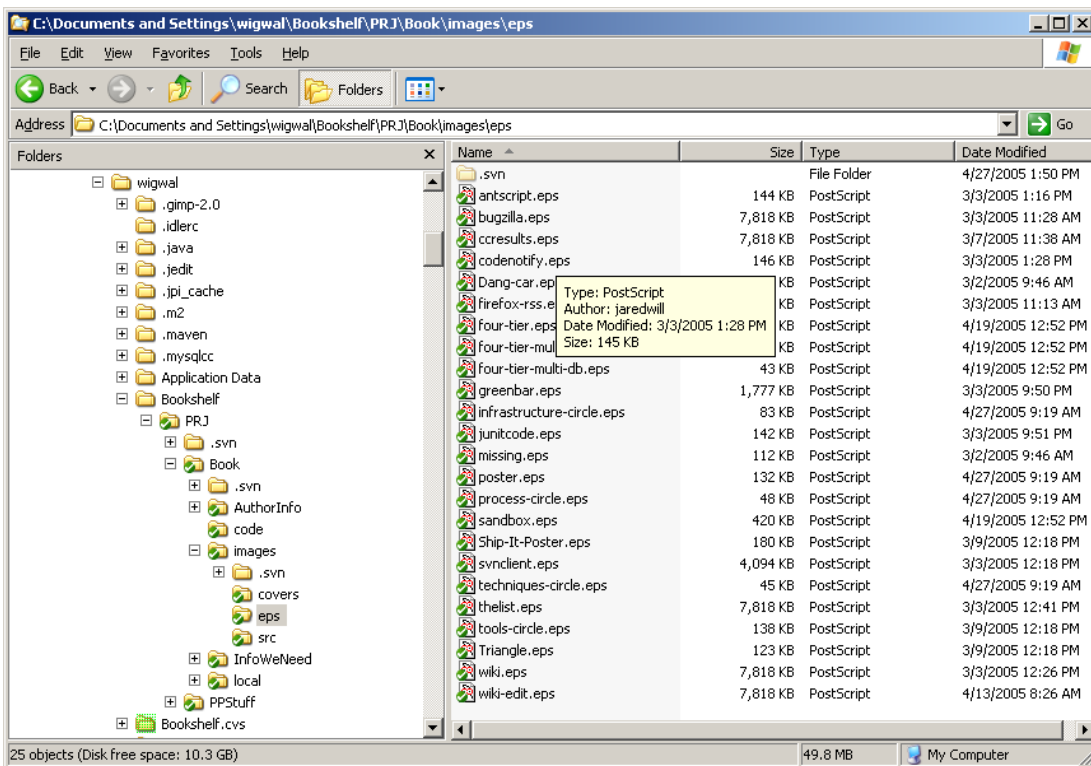 C:\Documents and Settings\wigwal\Bookshelf\PRJ\Book\images\eps
File Edit View Favorites Tools Help
Back Search Folders
Address C:\Documents and Settings\wigwal\Bookshelf\PRJ\Book\images\eps Go
Folders
wigwal
.gimp-2.0
.idlerc
.java
.jedit
.jpi_cache
.m2
.maven
.mysqlcc
Application Data
Bookshelf
PRJ
.svn
Book
.svn
AuthorInfo
code
images
.svn
covers
eps
src
InfoWeNeed
local
PPStuff
Bookshelf.cvs
Name Size Type Date Modified
.svn File Folder 4/27/2005 1:50 PM
antscript.eps 144 KB PostScript 3/3/2005 1:16 PM
bugzilla.eps 7,818 KB PostScript 3/3/2005 11:28 AM
ccresults.eps 7,818 KB PostScript 3/7/2005 11:38 AM
codenotify.eps 146 KB PostScript 3/3/2005 1:28 PM
Dang-car.ep KB PostScript 3/2/2005 9:46 AM
firefox-rss.e KB PostScript 3/3/2005 11:13 AM
four-tier.eps KB PostScript 4/19/2005 12:52 PM
four-tier-mul KB PostScript 4/19/2005 12:52 PM
four-tier-multi-db.eps 43 KB PostScript 4/19/2005 12:52 PM
greenbar.eps 1,777 KB PostScript 3/3/2005 9:50 PM
infrastructure-circle.eps 83 KB PostScript 4/27/2005 9:19 AM
junitcode.eps 142 KB PostScript 3/3/2005 9:51 PM
missing.eps 112 KB PostScript 3/2/2005 9:46 AM
poster.eps 132 KB PostScript 4/27/2005 9:19 AM
process-circle.eps 48 KB PostScript 4/27/2005 9:19 AM
sandbox.eps 420 KB PostScript 4/19/2005 12:52 PM
Ship-It-Poster.eps 180 KB PostScript 3/9/2005 12:18 PM
svnclient.eps 4,094 KB PostScript 3/3/2005 12:18 PM
techniques-circle.eps 45 KB PostScript 4/27/2005 9:19 AM
thelist.eps 7,818 KB PostScript 3/3/2005 12:41 PM
tools-circle.eps 138 KB PostScript 3/9/2005 12:18 PM
Triangle.eps 123 KB PostScript 3/9/2005 12:18 PM
wiki.eps 7,818 KB PostScript 3/3/2005 12:26 PM
wiki-edit.eps 7,818 KB PostScript 4/13/2005 8:26 AM
Type: PostScript
Author: jaredwill
Date Modified: 3/3/2005 1:28 PM
Size: 145 KB
25 objects (Disk free space: 10.3 GB) 49.8 MB My Computer